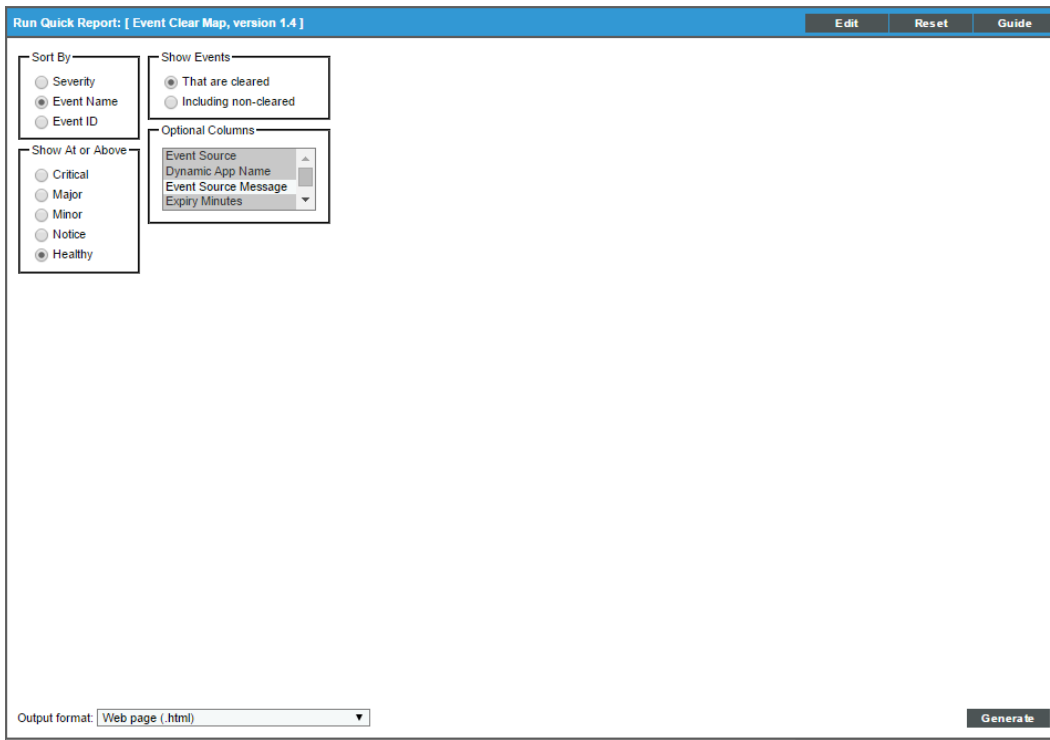 Run Quick Report: [ Event Clear Map, version 1.4 ]
Edit
Reset
Guide
Sort By
Severity
Event Name
Event ID
Show At or Above
Critical
Major
Minor
Notice
Healthy
Show Events
That are cleared
Including non-cleared
Optional Columns
Event Source
Dynamic App Name
Event Source Message
Expiry Minutes
Output format: Web page (.html)
Generate